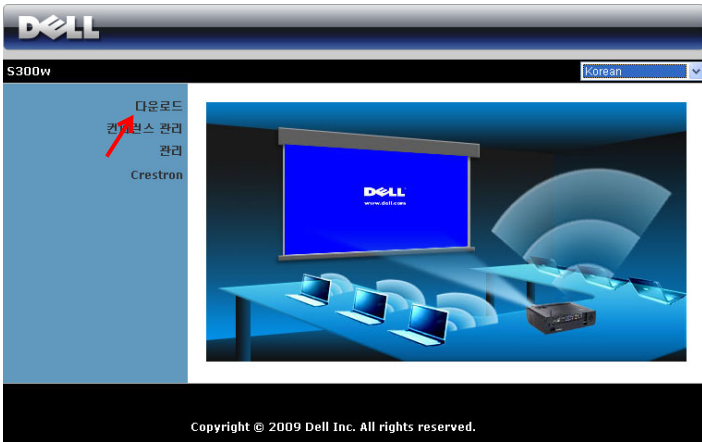 DELL
S300w
Korean
다운로드
컨퍼런스 관리
관리
Crestron
DELL
www.dell.com
Copyright © 2009 Dell Inc. All rights reserved.